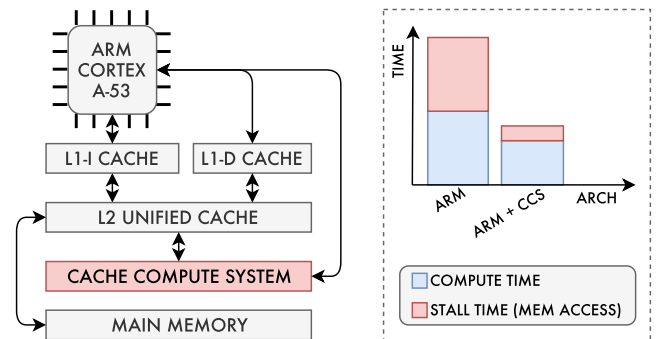 ARM
CORTEX
A-53
L1-I CACHE
L1-D CACHE
L2 UNIFIED CACHE
CACHE COMPUTE SYSTEM
MAIN MEMORY
TIME
ARM
ARM + CCS
ARCH
COMPUTE TIME
STALL TIME (MEM ACCESS)